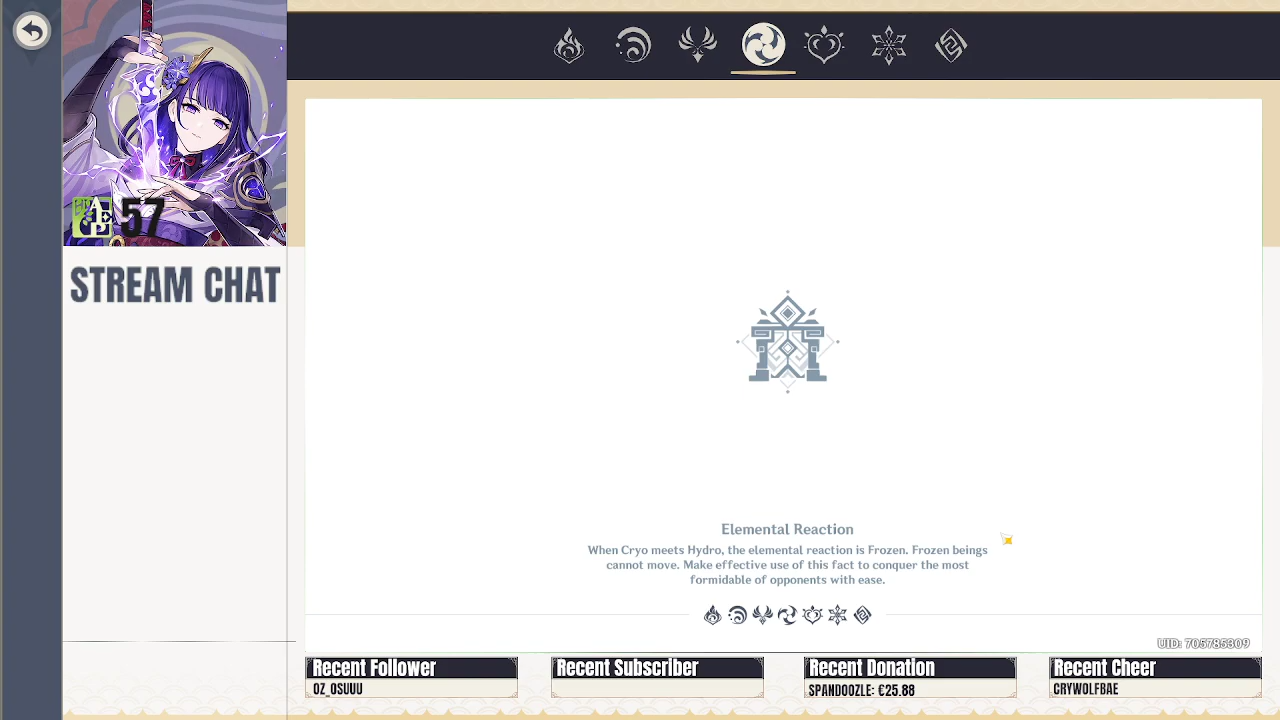 57
STREAM CHAT
Elemental Reaction
When Cryo meets Hydro, the elemental reaction is Frozen. Frozen beings
cannot move. Make effective use of this fact to conquer the most
formidable of opponents with ease.
UID: 705785309
Recent Follower
OZ_OSUUU
Recent Subscriber
Recent Donation
SPANDOOZLE: €25.88
Recent Cheer
CRYWOLFBAE